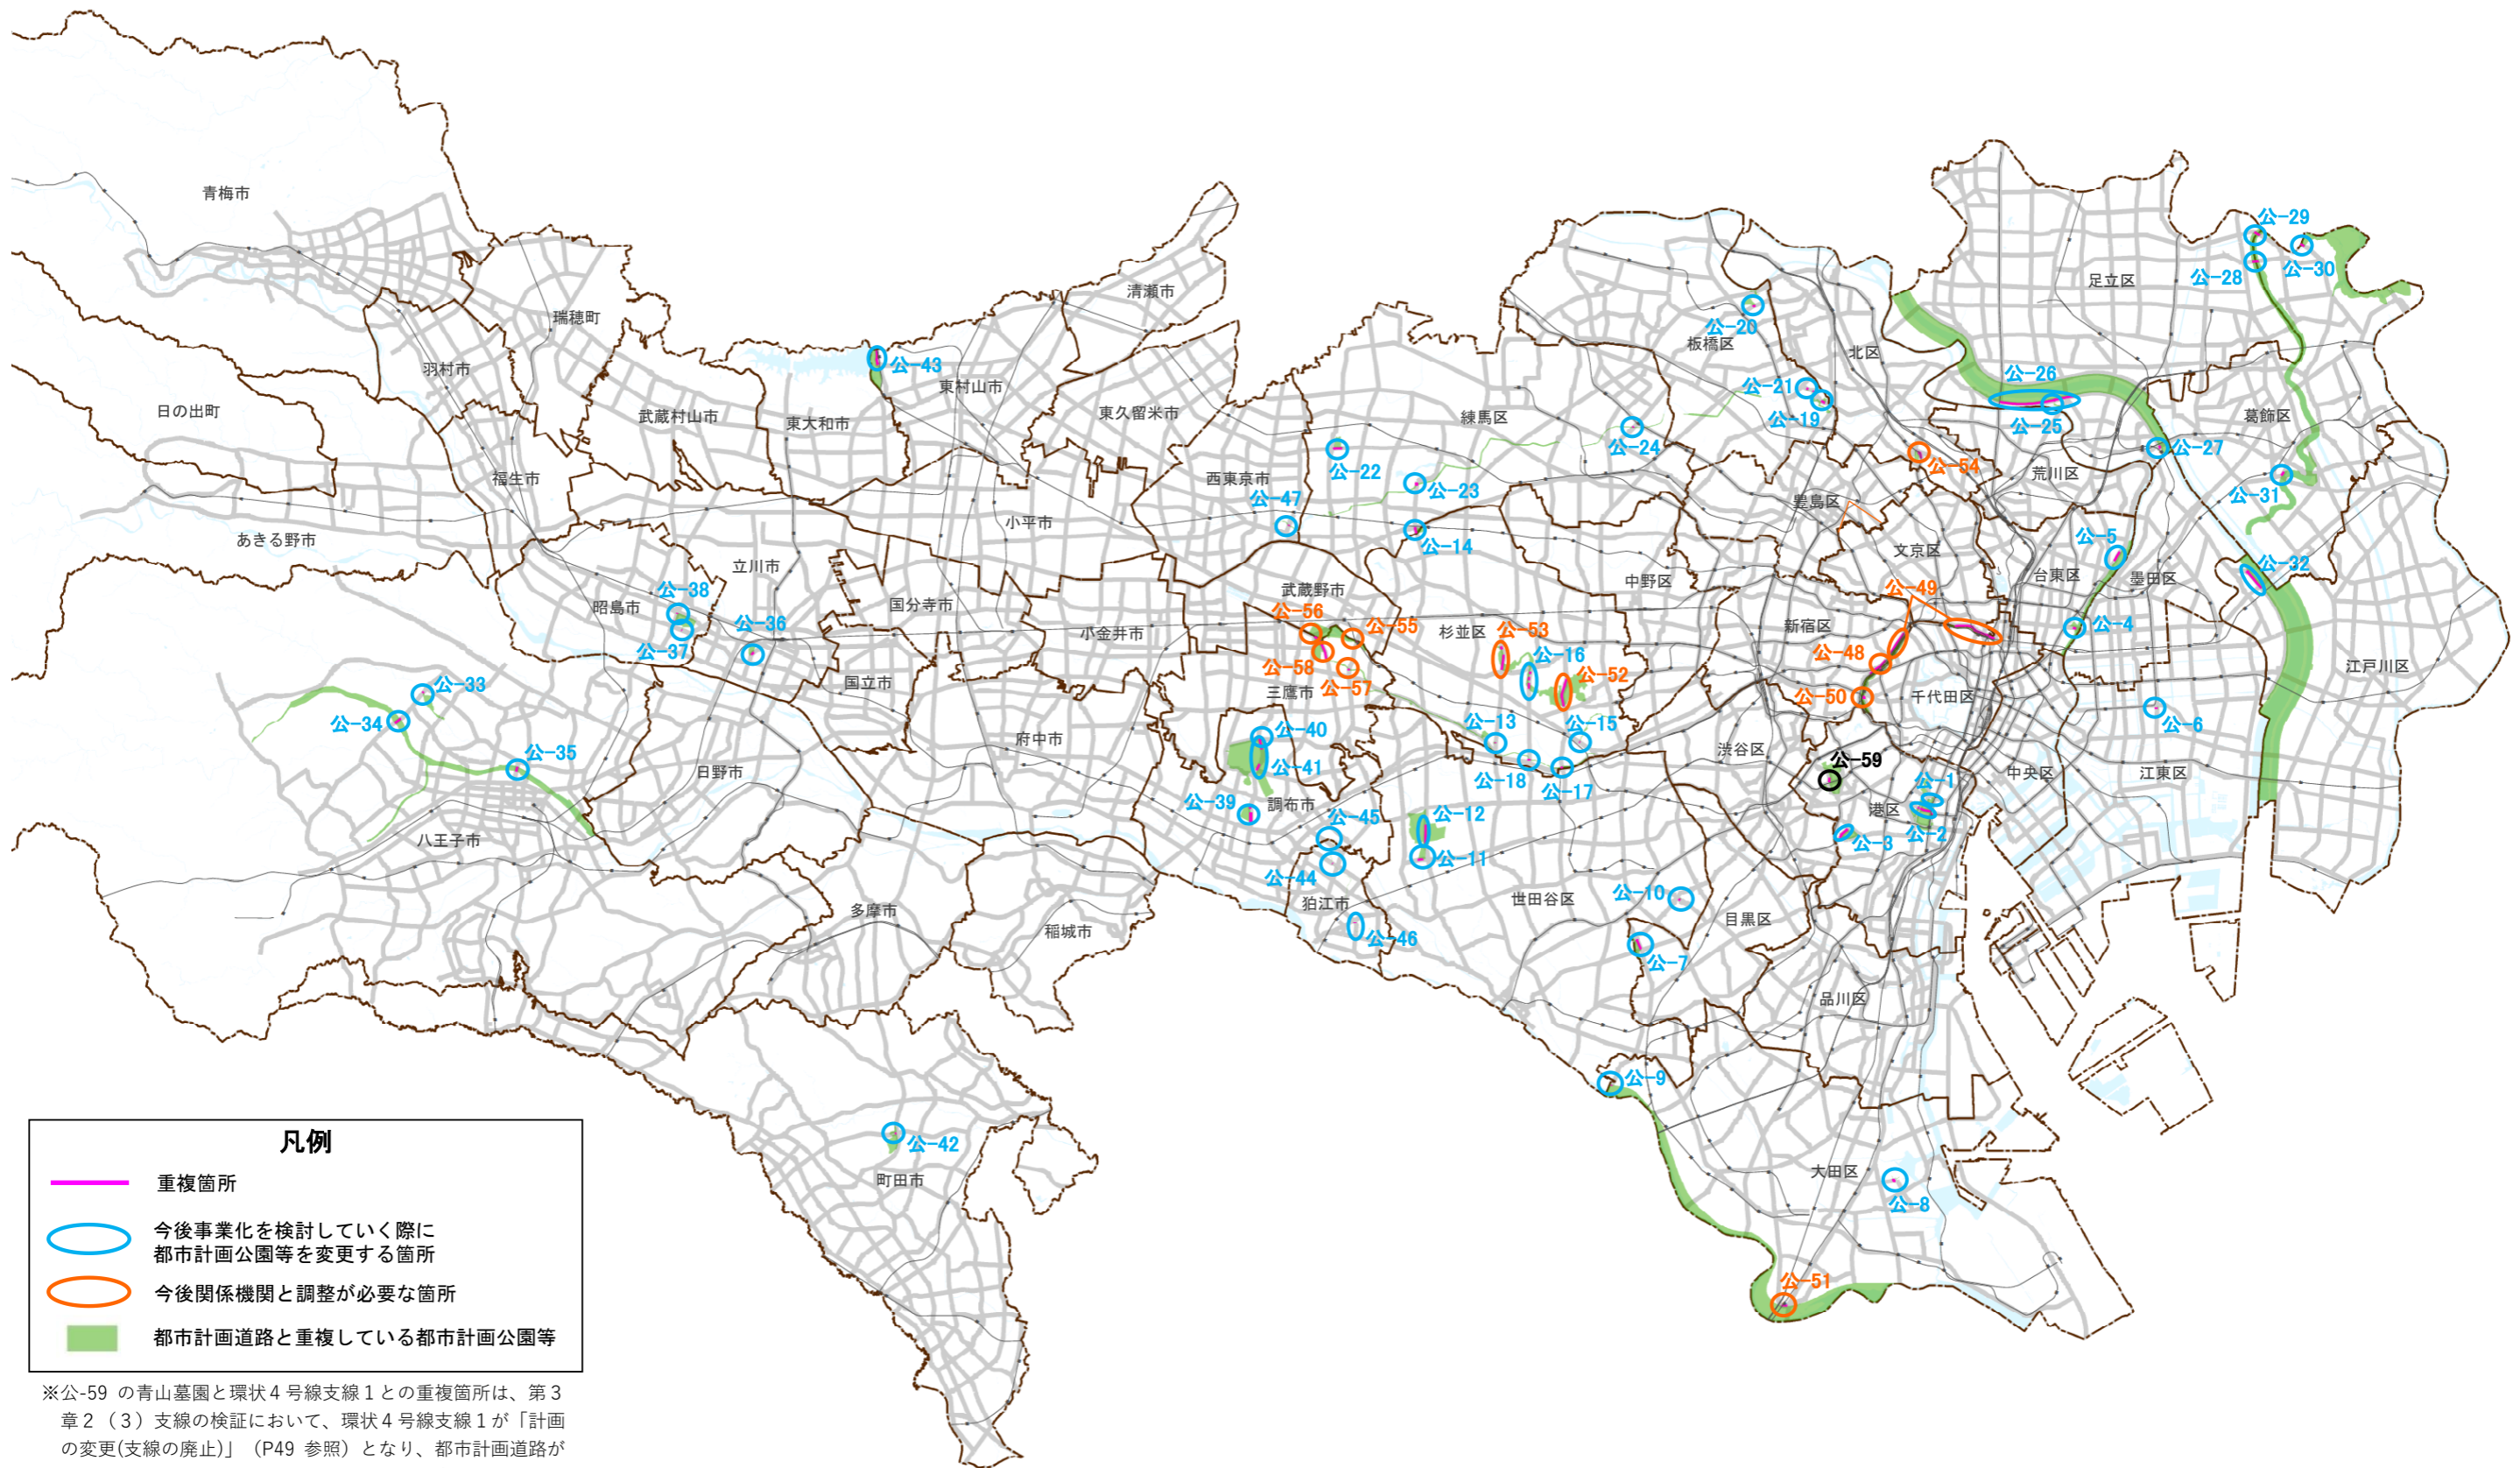 公-29
公-30
公-28
足立区
青梅市
清瀬市
瑞穂町
公-20
板橋区
北区
公-43
東村山市
羽村市
公-26
公-21
公-19
公-25
日の出町
武蔵村山市
東大和市
東久留米市
練馬区
葛飾区
公-24
公-27
公-54
荒川区
福生市
西東京市
公-22
公-23
公-31
公-47
豊島区
小平市
あきる野市
公-14
公-5
文京区
立川市
台東区
墨田区
公-32
中野区
公-38
昭島市
国分寺市
武蔵野市
公-49
公-56
公-55
公-36
小金井市
杉並区
公-53
新宿区
公-4
公-37
公-58
公-16
公-48
国立市
公-57
公-52
江戸川区
三鷹市
千代田区
公-33
公-50
公-6
公-34
公-40
公-13
公-15
府中市
渋谷区
公-35
日野市
公-41
公-18
公-17
公-59
中央区
江東区
公-1
公-39
調布市
公-45
公-12
港区
公-2
公-3
八王子市
公-11
公-44
公-10
世田谷区
狛江市
多摩市
目黒区
稲城市
公-46
公-7
品川区
公-9
公-42
町田市
大田区
公-8
公-51
凡例
重複箇所
今後事業化を検討していく際に
都市計画公園等を変更する箇所
今後関係機関と調整が必要な箇所
都市計画道路と重複している都市計画公園等
※公-59 の青山墓園と環状４号線支線１との重複箇所は、第３
章２（３）支線の検証において、環状４号線支線１が「計画
の変更(支線の廃止)」（P49 参照）となり、都市計画道路が